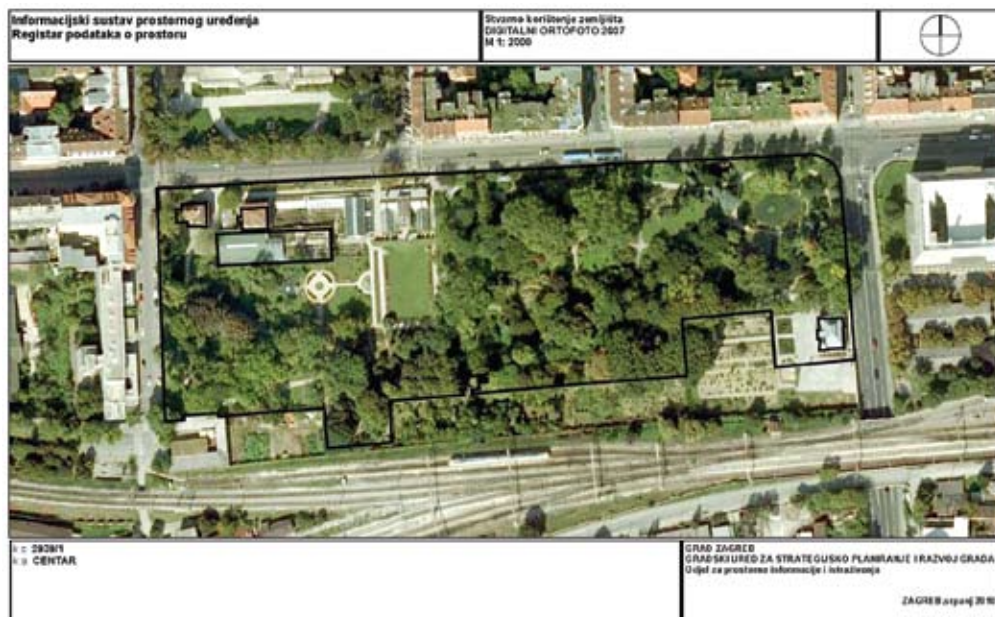 Informacijski sustav prostornog uređenja
Registar podataka o prostoru
Stvarno korištenje zemljišta
DIGITALNI ORTOFOTO 2007
M 1: 2000
k.o. CENTAR
GRAD ZAGREB
GRADSKI URED ZA STRATEGIJSKO PLANIRANJE I RAZVOJ GRADA
Odjel za prostorne informacije i istraživanja
ZAGREB,